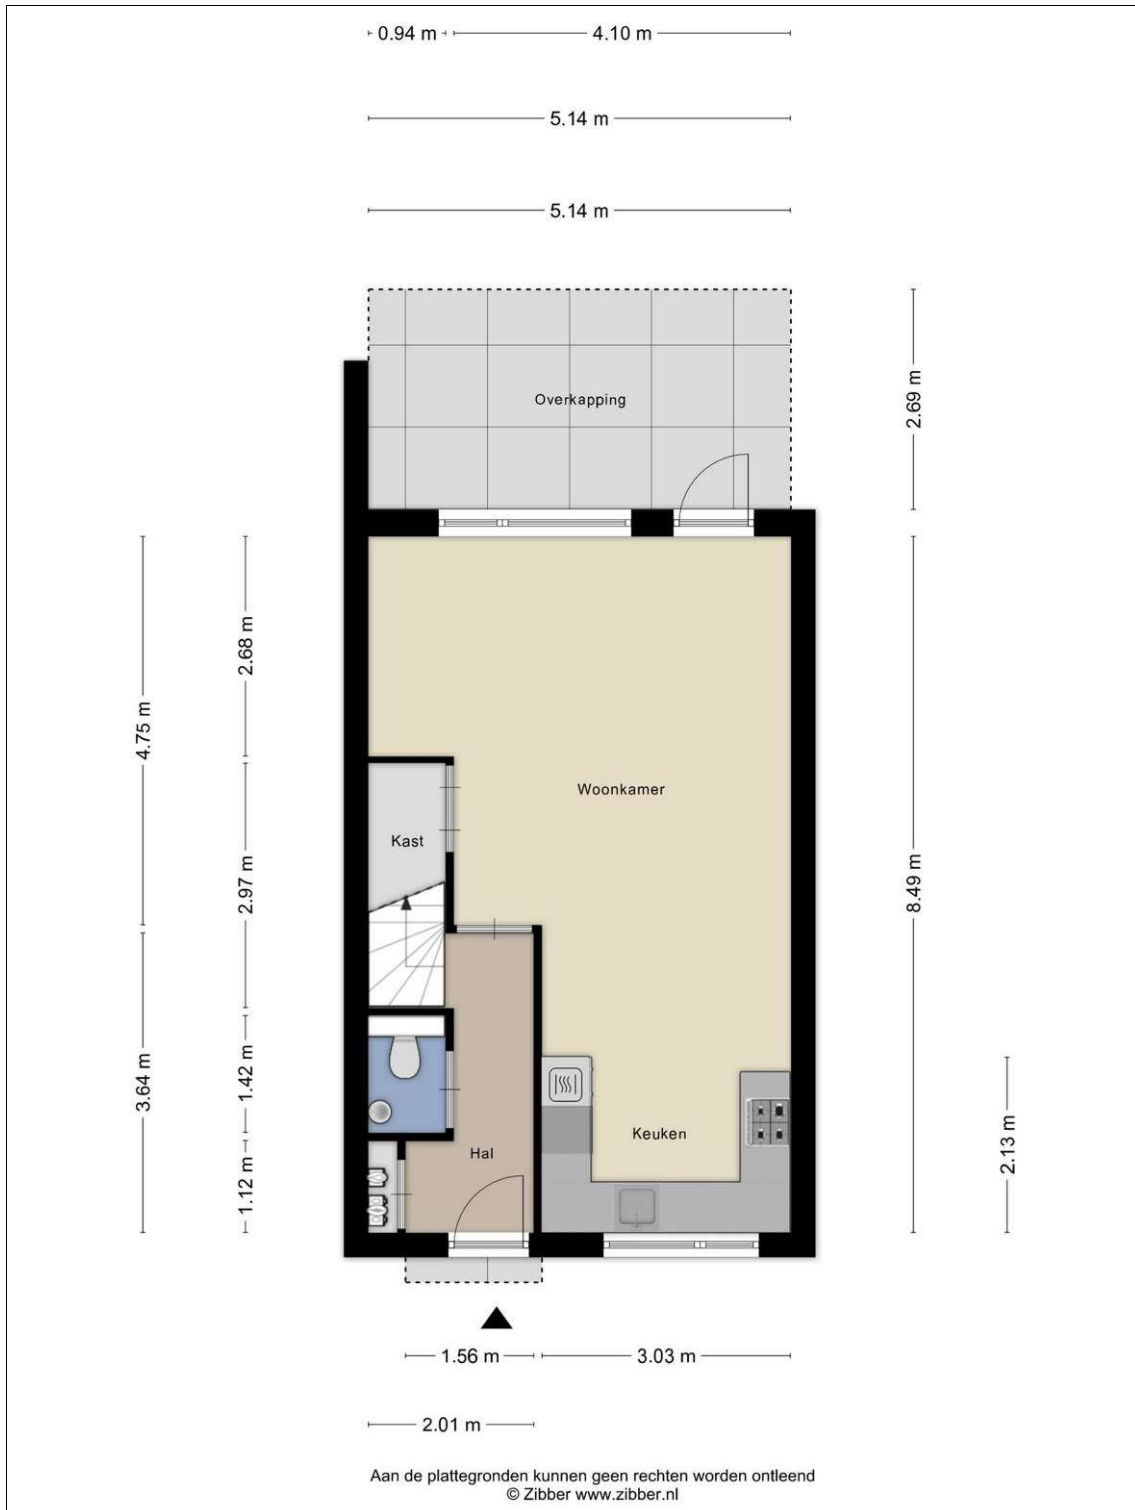 0.94 m
4.10 m
5.14 m
5.14 m
2.69 m
Overkapping
2.68 m
4.75 m
Woonkamer
Kast
2.97 m
8.49 m
1.42 m
3.64 m
Keuken
2.13 m
Hal
1.12 m
1.56 m
3.03 m
2.01 m
Aan de plattegronden kunnen geen rechten worden ontleend
© Zibber www.zibber.nl